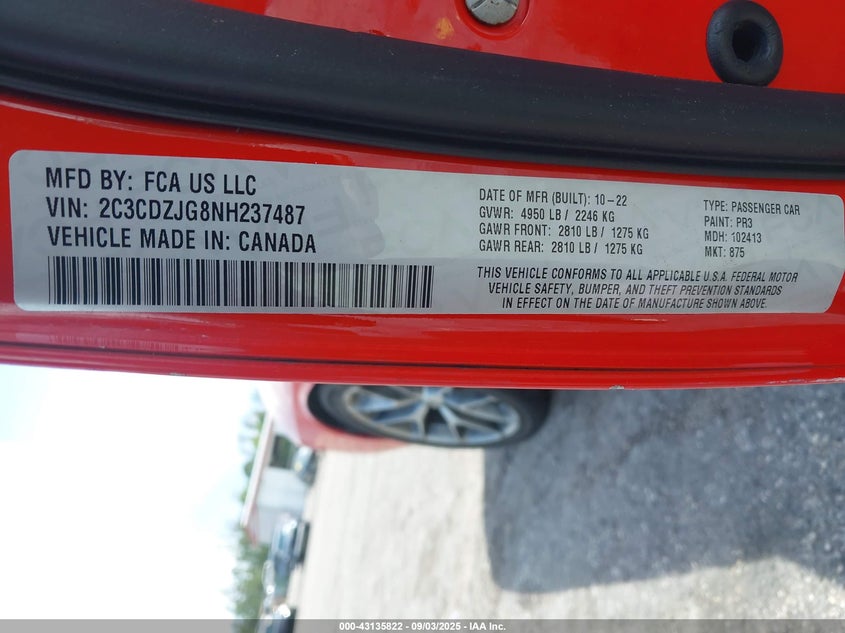 MFD BY: FCA US LLC
VIN: 2C3CDZJG8NH237487
VEHICLE MADE IN: CANADA
DATE OF MFR (BUILT): 10-22
GVWR: 4950 LB / 2246 KG
GAWR FRONT: 2810 LB / 1275 KG
GAWR REAR: 2810 LB / 1275 KG
TYPE: PASSENGER CAR
PAINT: PR3
MDH: 102413
MKT: 875
THIS VEHICLE CONFORMS TO ALL APPLICABLE U.S.A. FEDERAL MOTOR
VEHICLE SAFETY, BUMPER, AND THEFT PREVENTION STANDARDS
IN EFFECT ON THE DATE OF MANUFACTURE SHOWN ABOVE.
000-43135822 - 09/03/2025 - IAA Inc.